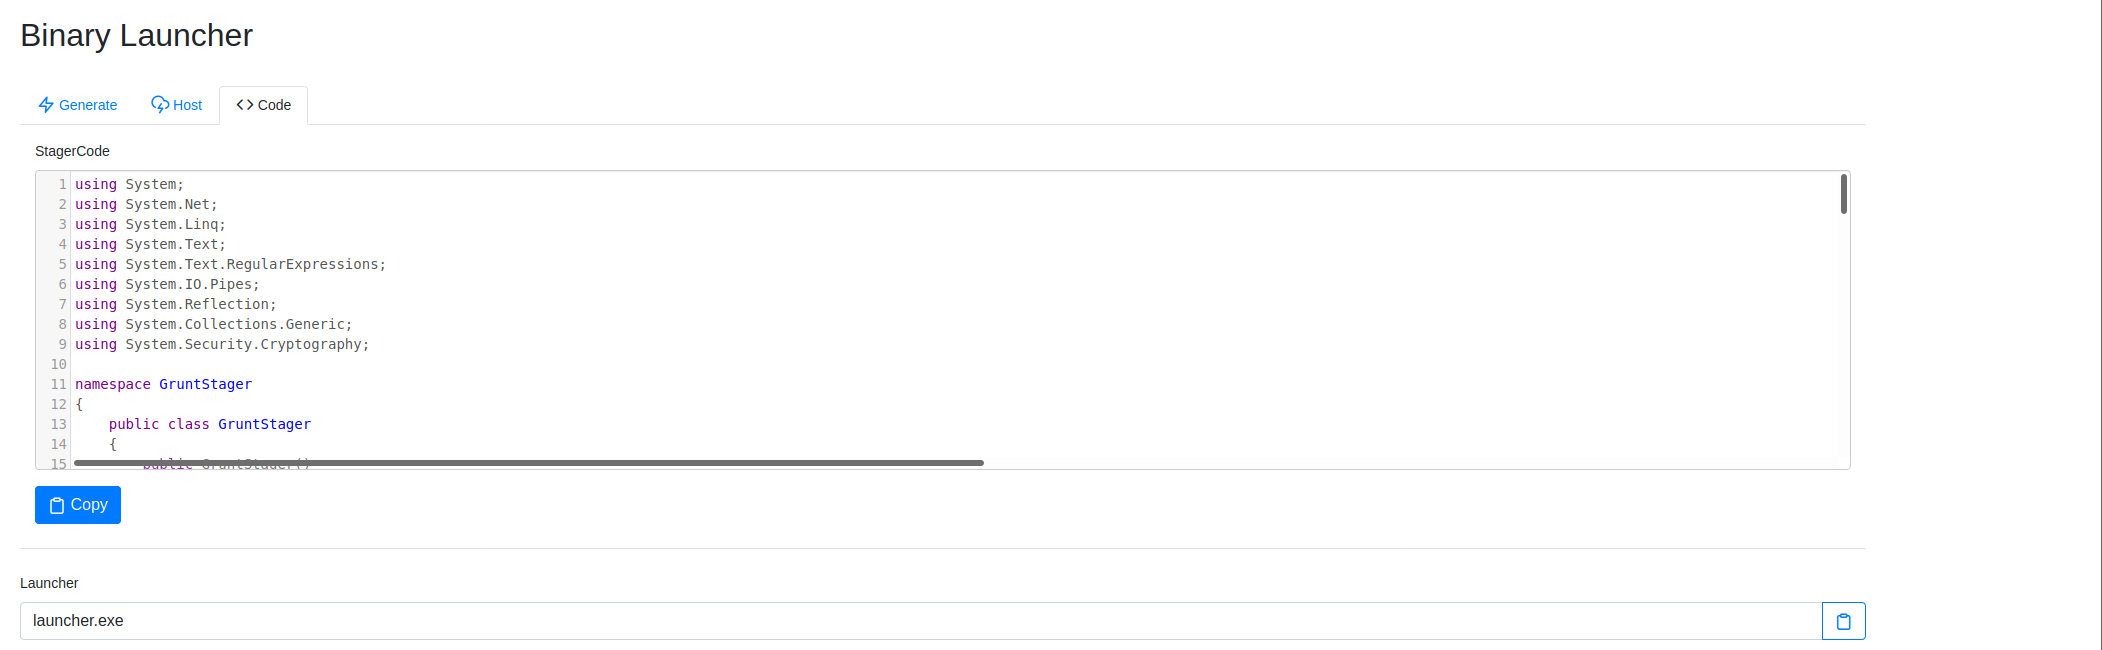 Binary Launcher
Generate Host Code
StagerCode
1 using System;
2 using System.Net;
3 using System.Linq;
4 using System.Text;
5 using System.Text.RegularExpressions;
6 using System.IO.Pipes;
7 using System.Reflection;
8 using System.Collections.Generic;
9 using System.Security.Cryptography;
10
11 namespace GruntStager
12 {
13 public class GruntStager
14 {
15 public GruntStager()
Copy
Launcher
launcher.exe